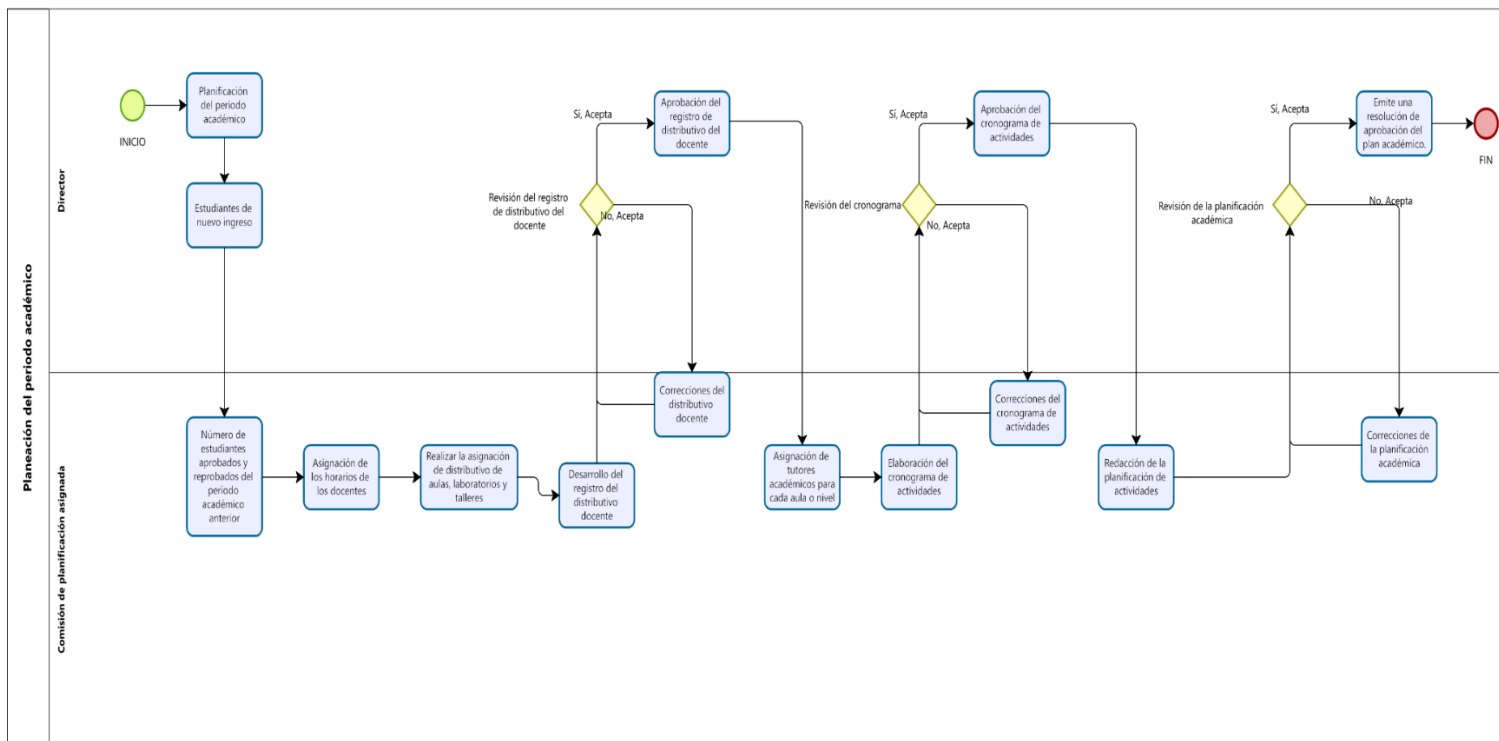 Planeación del periodo académico
Director
INICIO
Planificación
del periodo
académico
Estudiantes de
nuevo ingreso
Revisión del registro
de distributivo del
docente
Sí, Acepta
No, Acepta
Aprobación del
registro de
distributivo del
docente
Revisión del cronograma
Sí, Acepta
No, Acepta
Aprobación del
cronograma de
actividades
Revisión de la planificación
académica
Sí, Acepta
No, Acepta
Emite una
resolución de
aprobación del
plan académico.
FIN
Comisión de planificación asignada
Número de
estudiantes
aprobados y
reprobados del
periodo
académico
anterior
Asignación de
los horarios de
los docentes
Realizar la asignación
de distributivo de
aulas, laboratorios y
talleres
Desarrollo del
registro del
distributivo
docente
Correcciones del
distributivo
docente
Asignación de
tutores
académicos para
cada aula o nivel
Elaboración del
cronograma de
actividades
Correcciones del
cronograma de
actividades
Redacción de la
planificación de
actividades
Correcciones de
la planificación
académica